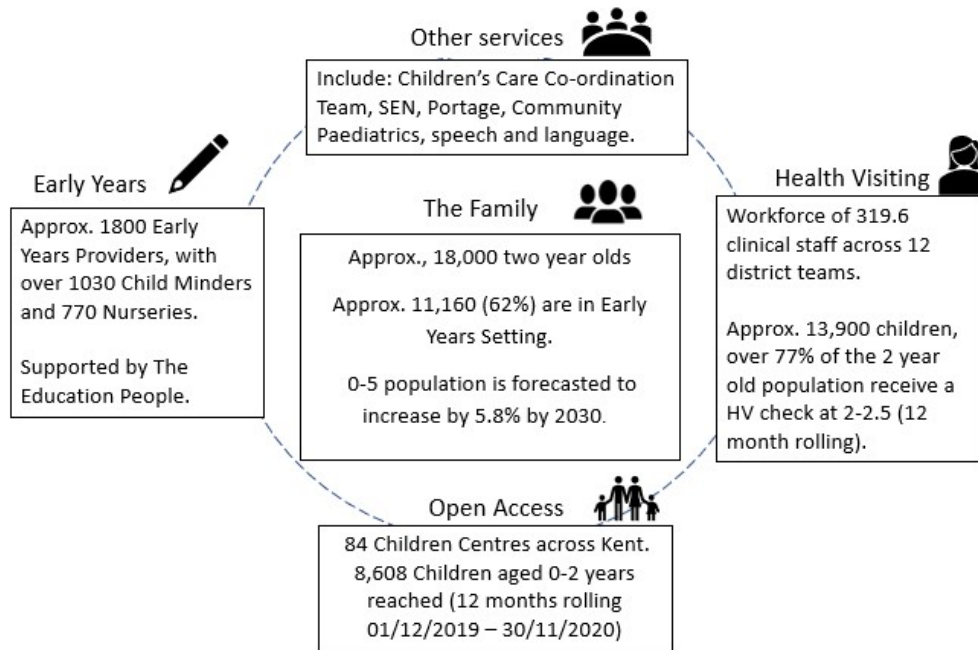 Other services
Include: Children's Care Co-ordination
Team, SEN, Portage, Community
Paediatrics, speech and language.
Early Years
Approx. 1800 Early
Years Providers, with
over 1030 Child Minders
and 770 Nurseries.
Supported by The
Education People.
The Family
Approx., 18,000 two year olds
Approx. 11,160 (62%) are in Early
Years Setting.
0-5 population is forecasted to
increase by 5.8% by 2030.
Health Visiting
Workforce of 319.6
clinical staff across 12
district teams.
Approx. 13,900 children,
over 77% of the 2 year
old population receive a
HV check at 2-2.5 (12
month rolling).
Open Access
84 Children Centres across Kent.
8,608 Children aged 0-2 years
reached (12 months rolling
01/12/2019 – 30/11/2020)